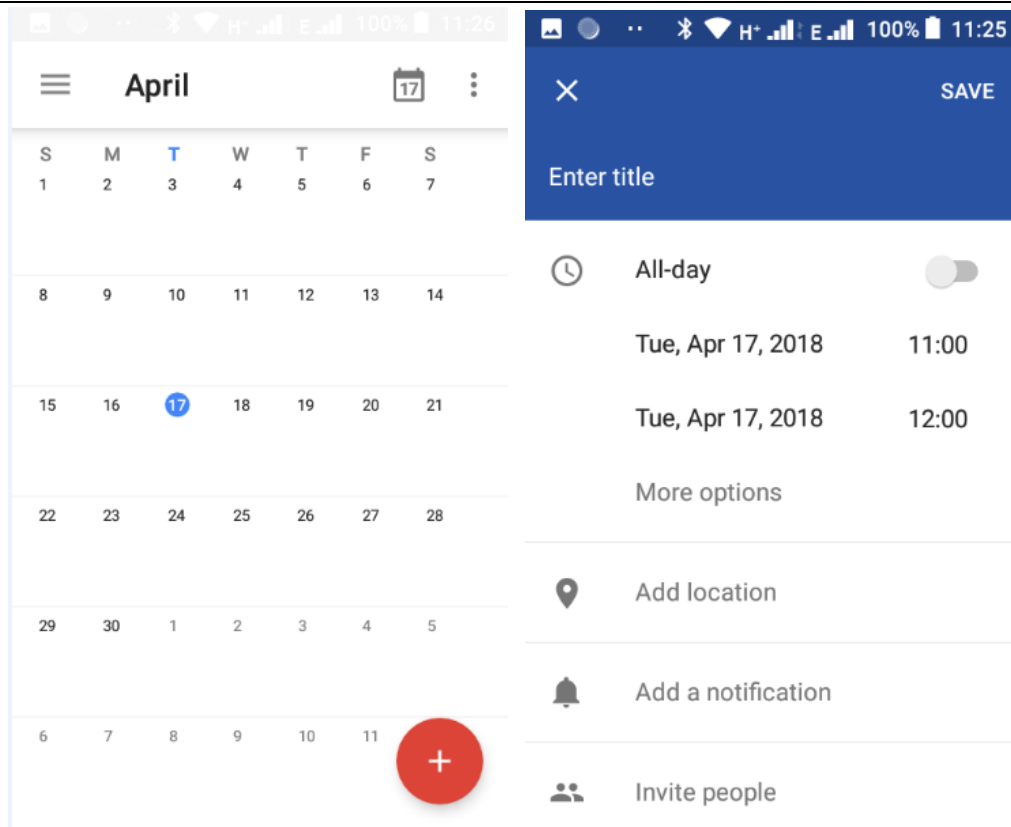 H+ E 100% 11:26
April 17
S M T W T F S
1 2 3 4 5 6 7
8 9 10 11 12 13 14
15 16 17 18 19 20 21
22 23 24 25 26 27 28
29 30 1 2 3 4 5
6 7 8 9 10 11
+
H+ E 100% 11:25
SAVE
Enter title
All-day
Tue, Apr 17, 2018 11:00
Tue, Apr 17, 2018 12:00
More options
Add location
Add a notification
Invite people